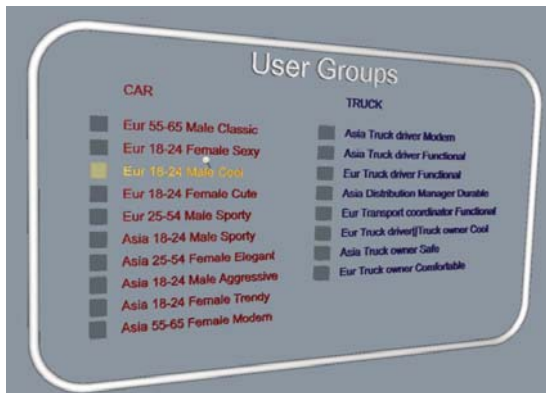 User Groups
CAR
Eur 55-65 Male Classic
Eur 18-24 Female Sexy
Eur 18-24 Male Cool
Eur 18-24 Female Cute
Eur 25-54 Male Sporty
Asia 18-24 Male Sporty
Asia 25-54 Female Elegant
Asia 18-24 Male Aggressive
Asia 18-24 Female Trendy
Asia 55-65 Female Modern
TRUCK
Asia Truck driver Modern
Asia Truck driver Functional
Eur Truck driver Functional
Asia Distribution Manager Durable
Eur Transport coordinator Functional
Eur Truck driver||Truck owner Cool
Asia Truck owner Safe
Eur Truck owner Comfortable